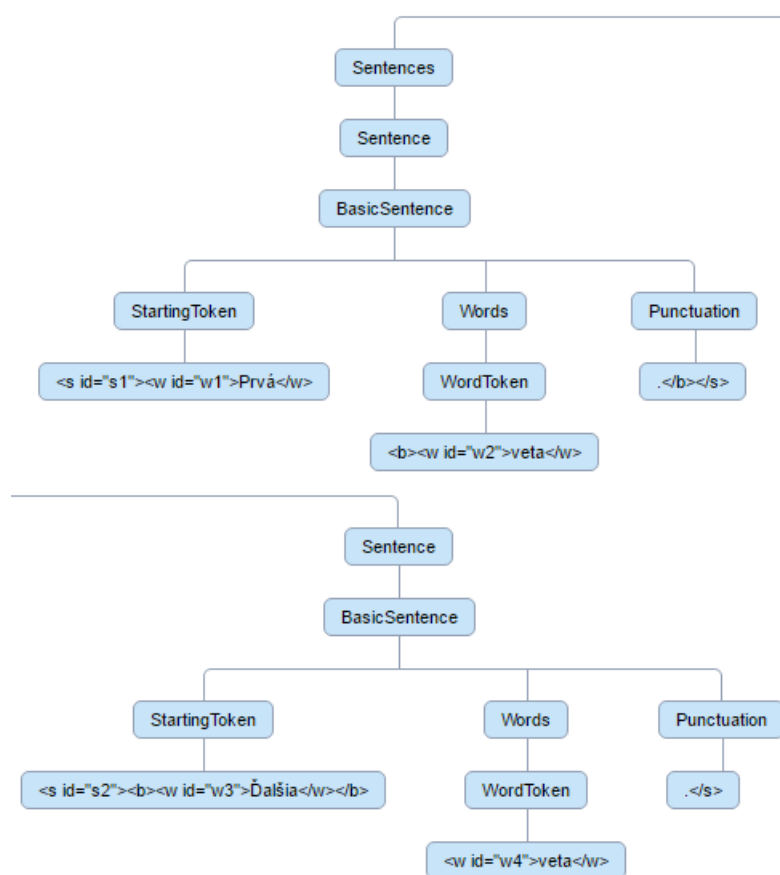 Sentences
Sentence
BasicSentence
StartingToken Words Punctuation
<s id="s1"><w id="w1">Prvá</w> WordToken .</b></s>
<b><w id="w2">veta</w>
Sentence
BasicSentence
StartingToken Words Punctuation
<s id="s2"><b><w id="w3">Ďalšia</w></b> WordToken .</s>
<w id="w4">veta</w>